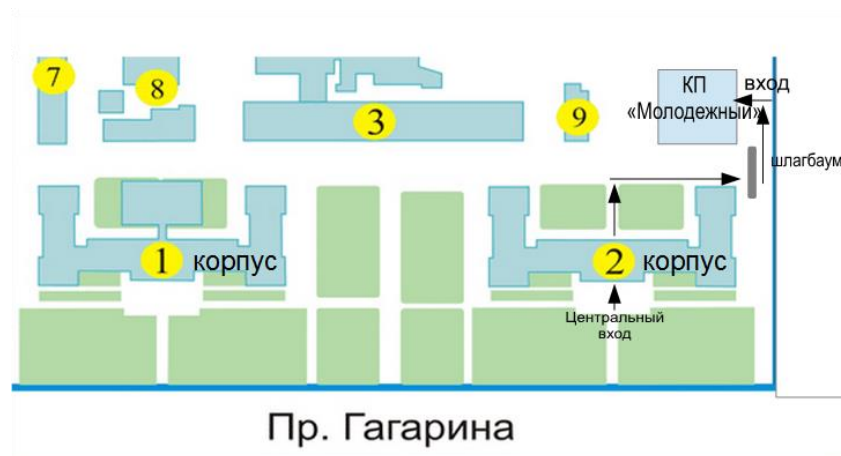 7
8
3
9
КП
«Молодежный»
вход
шлагбаум
1 корпус
2 корпус
Центральный
вход
Пр. Гагарина